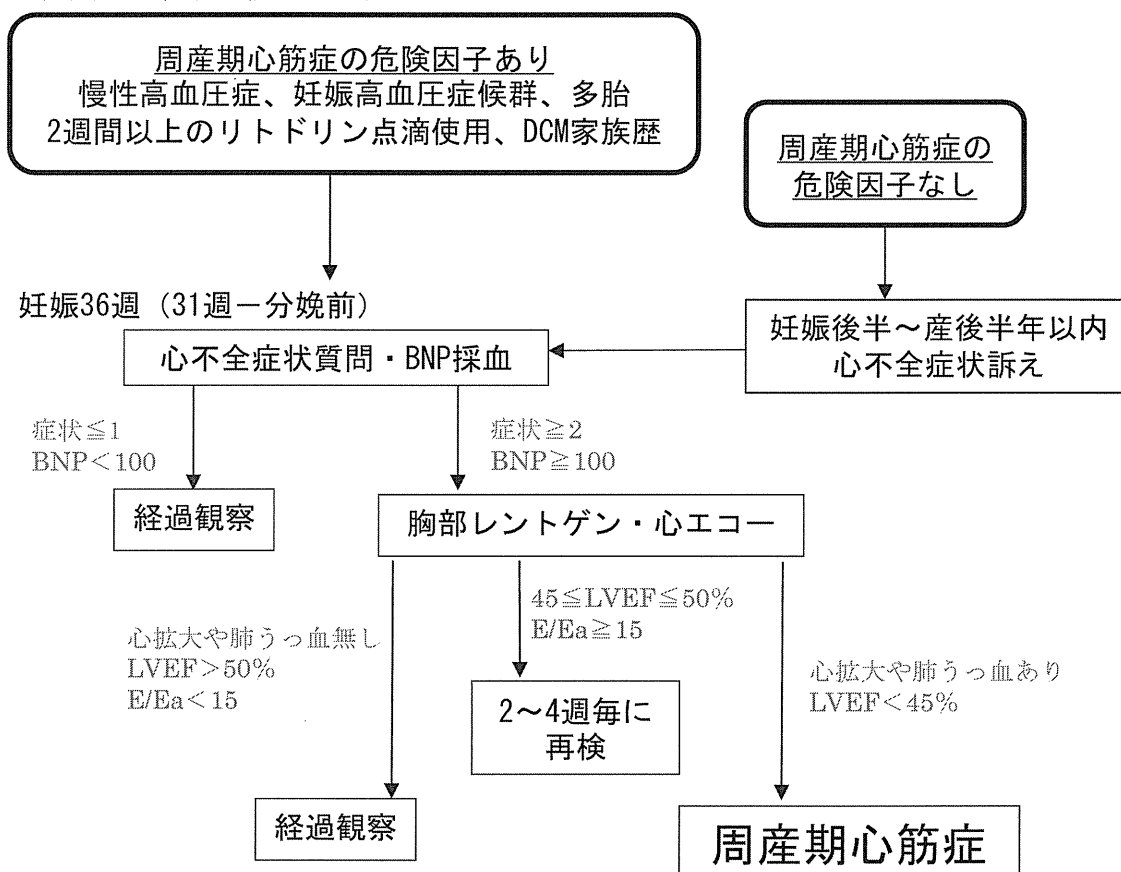 周産期心筋症の危険因子あり
慢性高血圧症、妊娠高血圧症候群、多胎
2週間以上のリトドリン点滴使用、DCM家族歴
周産期心筋症の
危険因子なし
妊娠36週（31週－分娩前）
心不全症状質問・BNP採血
妊娠後半～産後半年以内
心不全症状訴え
症状≦1
BNP＜100
症状≧2
BNP≧100
経過観察
胸部レントゲン・心エコー
心拡大や肺うっ血無し
LVEF＞50%
E/Ea＜15
45≦LVEF≦50%
E/Ea≧15
心拡大や肺うっ血あり
LVEF＜45%
2～4週毎に
再検
経過観察
周産期心筋症